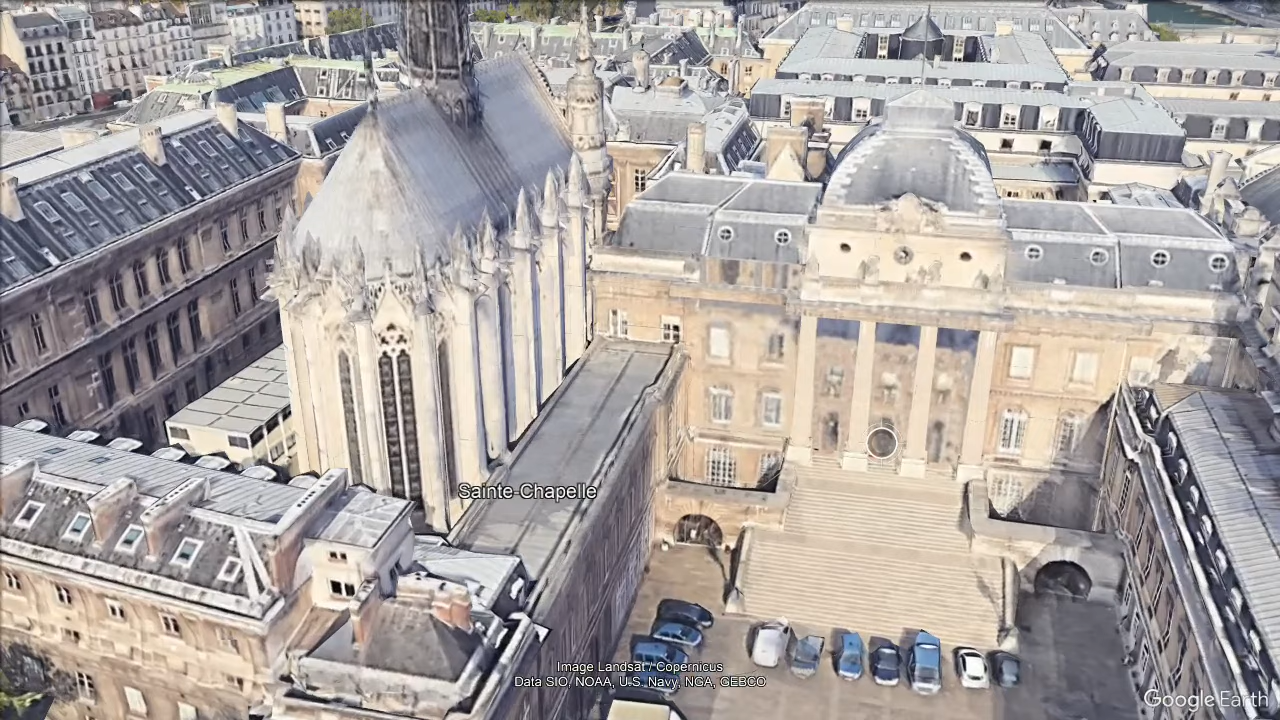 Sainte-Chapelle
Image Landsat / Copernicus
Data SIO, NOAA, U.S. Navy, NGA, GEBCO
Google Earth